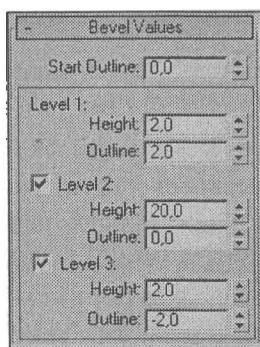 - Bevel Values
Start Outline: 0,0
Level 1:
Height: 2,0
Outline: 2,0
Level 2:
Height: 20,0
Outline: 0,0
Level 3:
Height: 2,0
Outline: -2,0